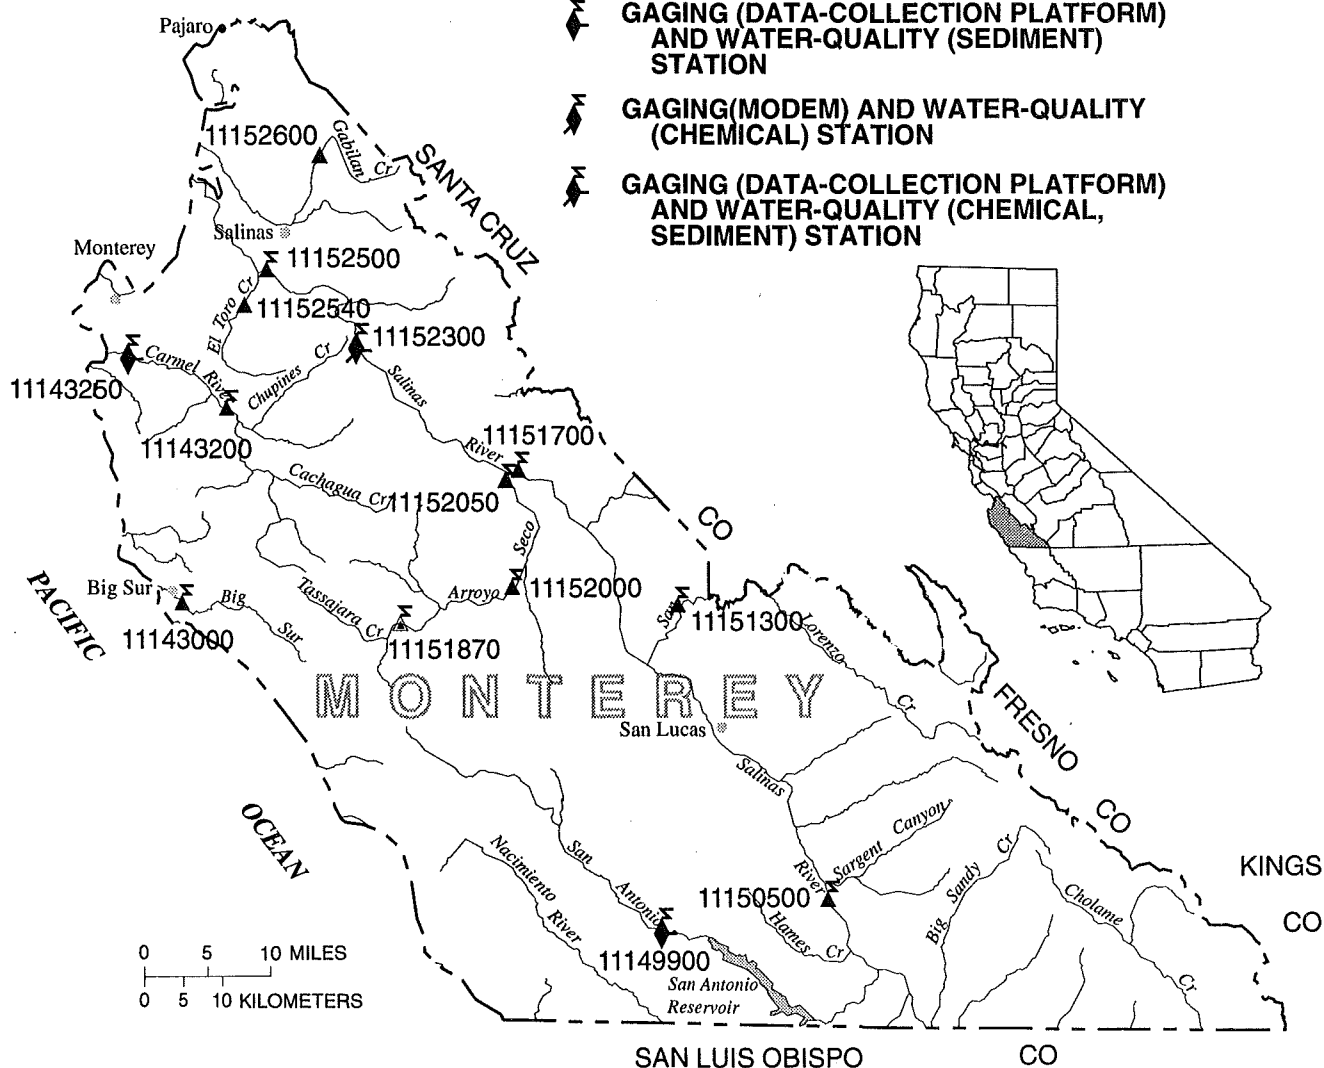 GAGING (DATA-COLLECTION PLATFORM)
AND WATER-QUALITY (SEDIMENT)
STATION
GAGING(MODEM) AND WATER-QUALITY
(CHEMICAL) STATION
GAGING (DATA-COLLECTION PLATFORM)
AND WATER-QUALITY (CHEMICAL,
SEDIMENT) STATION
Pajaro
11152600
Gabilan Cr
SANTA CRUZ
Salinas
Monterey
11152500
El Toro Cr
11152540
11152300
Carmel River
Chupines Cr
Salinas River
11143250
11143200
11151700
Cachagua Cr
11152050
CO
Seco
Big Sur
Big Sur
11143000
Tassajara Cr
Arroyo
11152000
11151870
San
11151300
Lorenzo
Cr
PACIFIC
OCEAN
MONTEREY
San Lucas
FRESNO
CO
Salinas
River
Sargent Canyon
Nacimiento River
San Antonio
11150500
Hames Cr
Big Sandy Cr
Cholame
Cr
KINGS
CO
11149900
San Antonio
Reservoir
0 5 10 MILES
0 5 10 KILOMETERS
SAN LUIS OBISPO CO